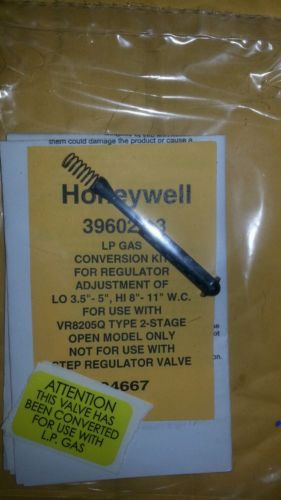 them could damage the product or cause a
Honeywell
LP GAS
CONVERSION KIT
FOR REGULATOR
ADJUSTMENT OF
LO 3.5"- 5", HI 8"- 11" W.C.
FOR USE WITH
VR8205Q TYPE 2-STAGE
OPEN MODEL ONLY
NOT FOR USE WITH
STEP REGULATOR VALVE
ATTENTION
THIS VALVE HAS
BEEN CONVERTED
FOR USE WITH
L.P. GAS